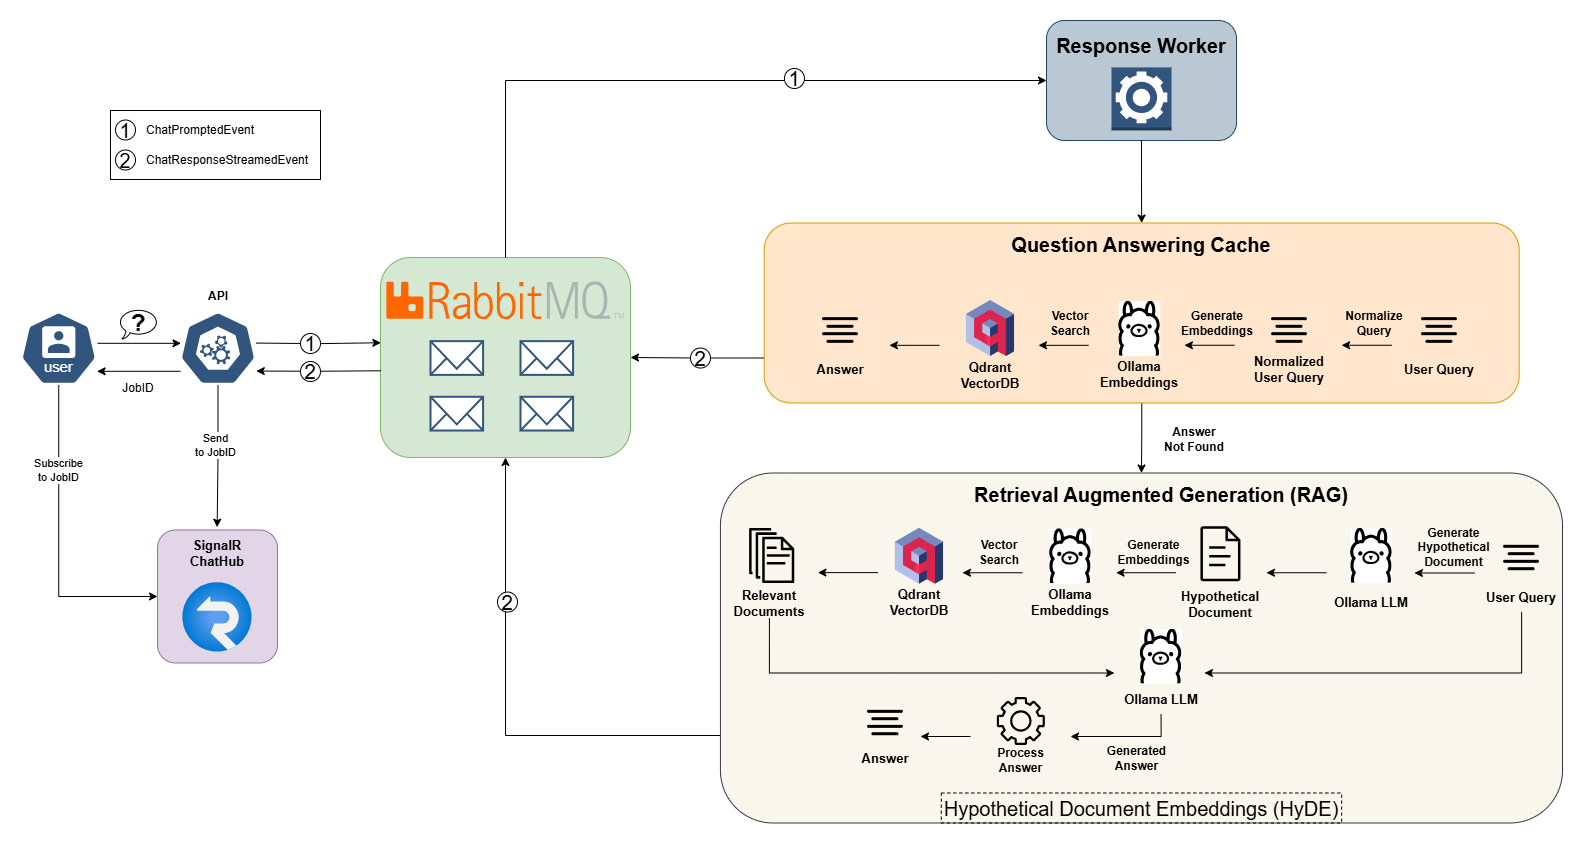 Response Worker
1
1 ChatPromptedEvent
2 ChatResponseStreamedEvent
Question Answering Cache
API
RabbitMQ
TM
?
user
JobID
1
2
2
Answer
Qdrant
VectorDB
Vector
Search
Ollama
Embeddings
Generate
Embeddings
Normalized
User Query
Normalize
Query
User Query
Send
to JobID
Subscribe
to JobID
Answer
Not Found
Retrieval Augmented Generation (RAG)
SignalR
ChatHub
2
Relevant
Documents
Qdrant
VectorDB
Vector
Search
Ollama
Embeddings
Generate
Embeddings
Hypothetical
Document
Ollama LLM
Generate
Hypothetical
Document
User Query
Ollama LLM
Answer
Process
Answer
Generated
Answer
Hypothetical Document Embeddings (HyDE)